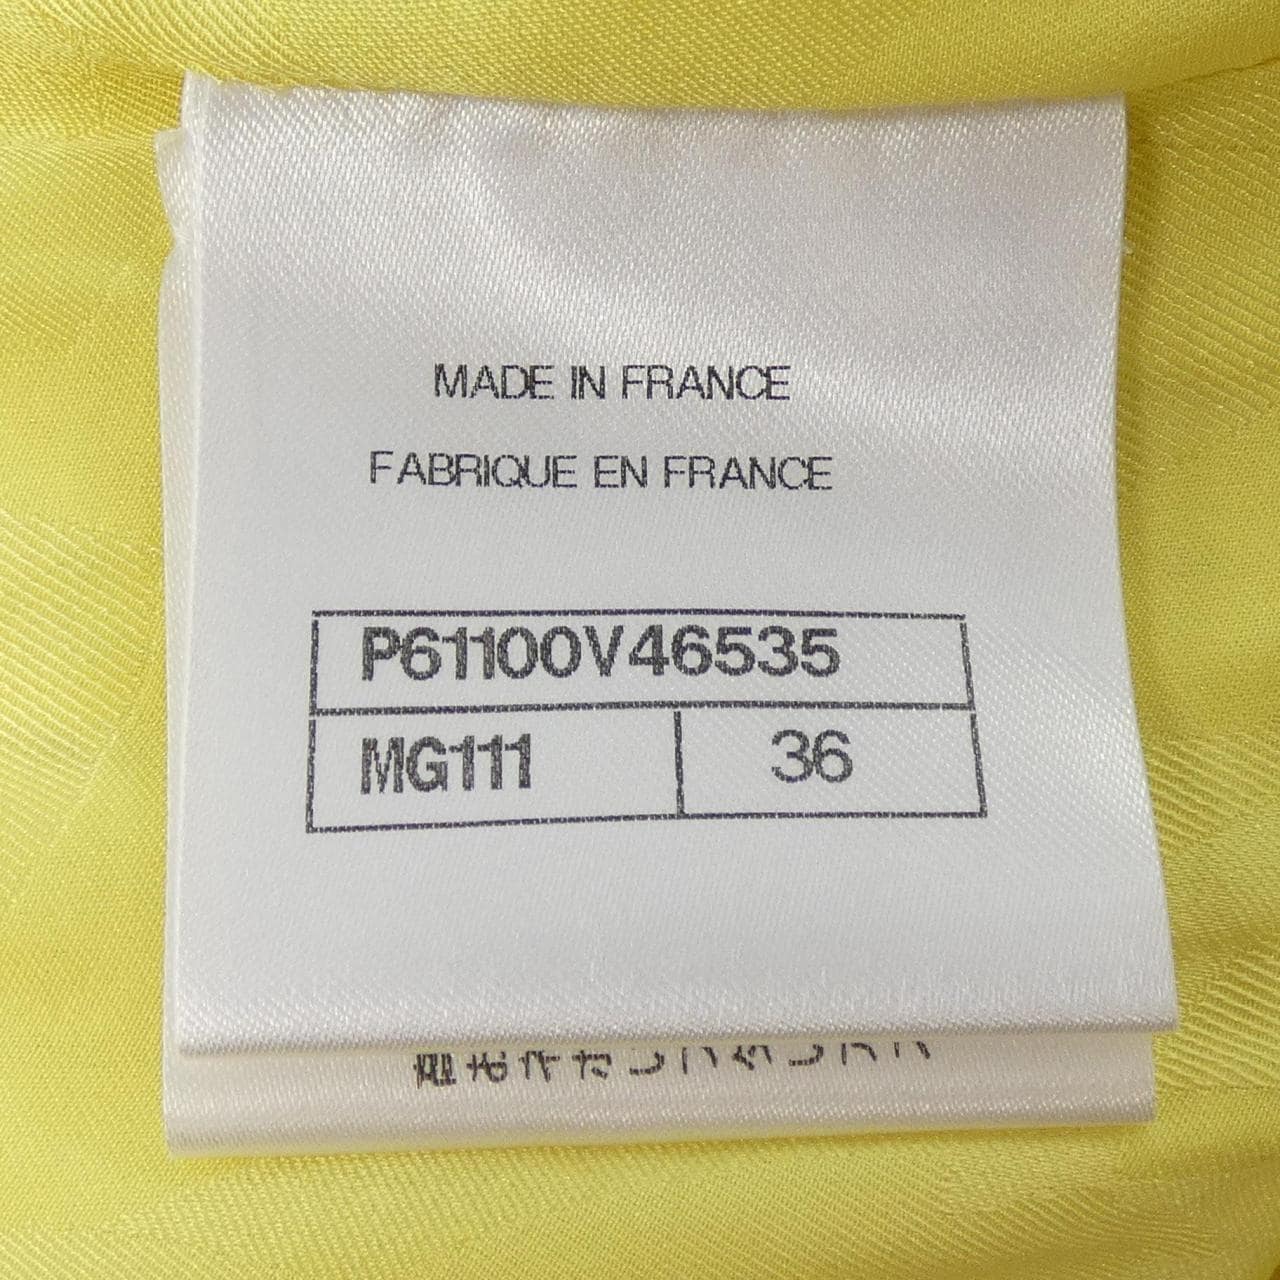 MADE IN FRANCE
FABRIQUE EN FRANCE
P61100V46535
MG111 36